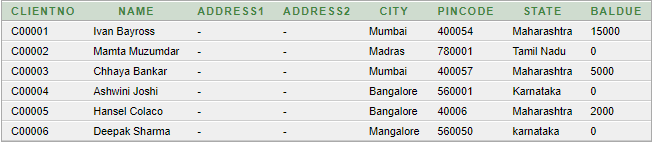 CLIENTNO NAME ADDRESS1 ADDRESS2 CITY PINCODE STATE BALDUE
C00001 Ivan Bayross - - Mumbai 400054 Maharashtra 15000
C00002 Mamta Muzumdar - - Madras 780001 Tamil Nadu 0
C00003 Chhaya Bankar - - Mumbai 400057 Maharashtra 5000
C00004 Ashwini Joshi - - Bangalore 560001 Karnataka 0
C00005 Hansel Colaco - - Bangalore 40006 Maharashtra 2000
C00006 Deepak Sharma - - Mangalore 560050 karnataka 0